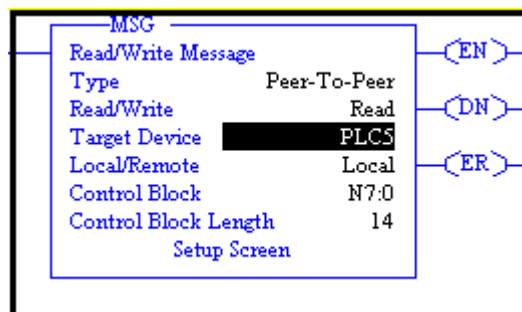 MSG
Read/Write Message
EN
Type Peer-To-Peer
Read/Write Read
DN
Target Device PLC5
Local/Remote Local
ER
Control Block N7:0
Control Block Length 14
Setup Screen